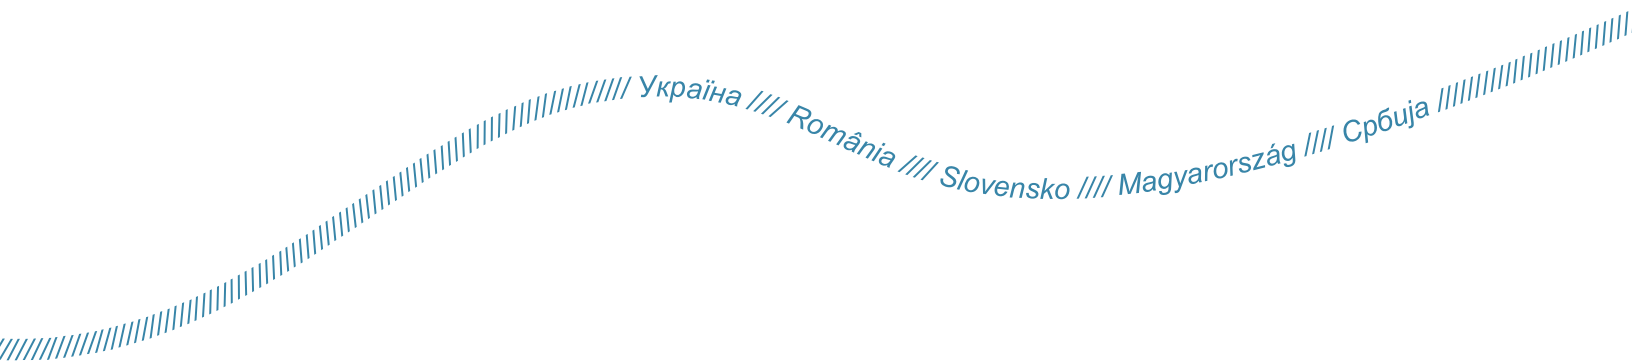 Україна //// România //// Slovensko //// Magyarország //// Србија